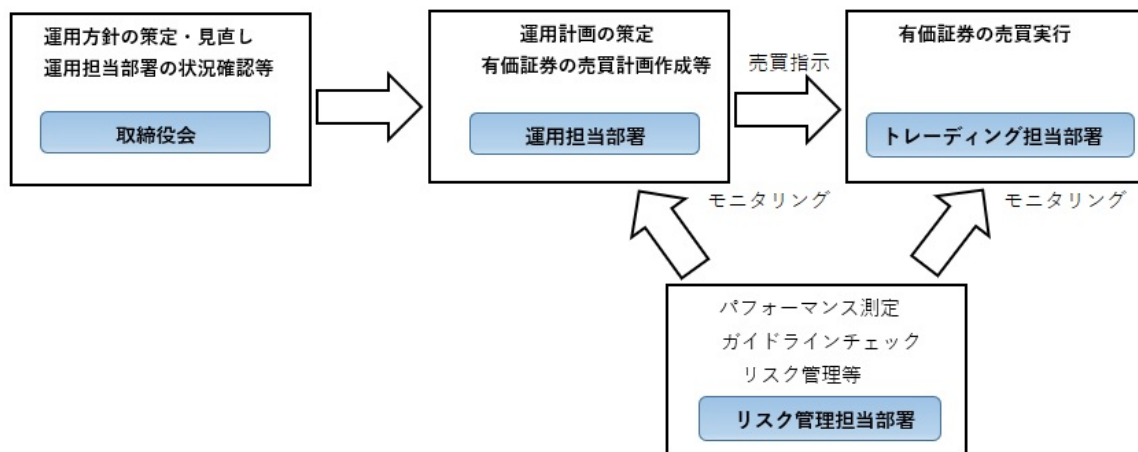 運用方針の策定・見直し
運用担当部署の状況確認等
取締役会
運用計画の策定
有価証券の売買計画作成等
運用担当部署
売買指示
有価証券の売買実行
トレーディング担当部署
モニタリング
モニタリング
パフォーマンス測定
ガイドラインチェック
リスク管理等
リスク管理担当部署